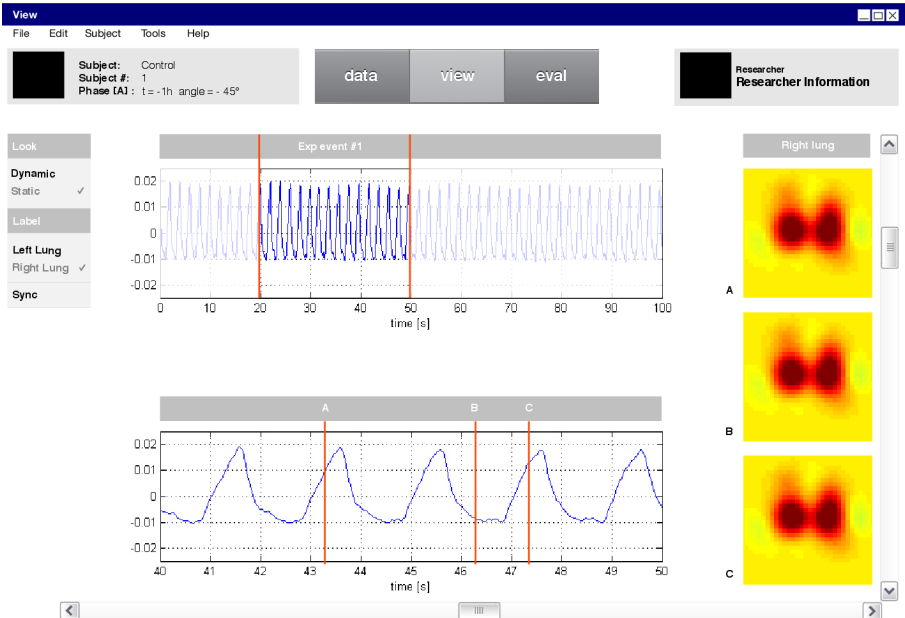 View
File Edit Subject Tools Help
Subject: Control
Subject #: 1
Phase [A] : t = -1h angle = - 45°
data view eval
Researcher
Researcher Information
Look
Dynamic
Static ✓
Label
Left Lung
Right Lung ✓
Sync
Exp event #1
0.02
0.01
0
-0.01
-0.02
0 10 20 30 40 50 60 70 80 90 100
time [s]
A B C
0.02
0.01
0
-0.01
-0.02
40 41 42 43 44 45 46 47 48 49 50
time [s]
Right lung
A
B
C